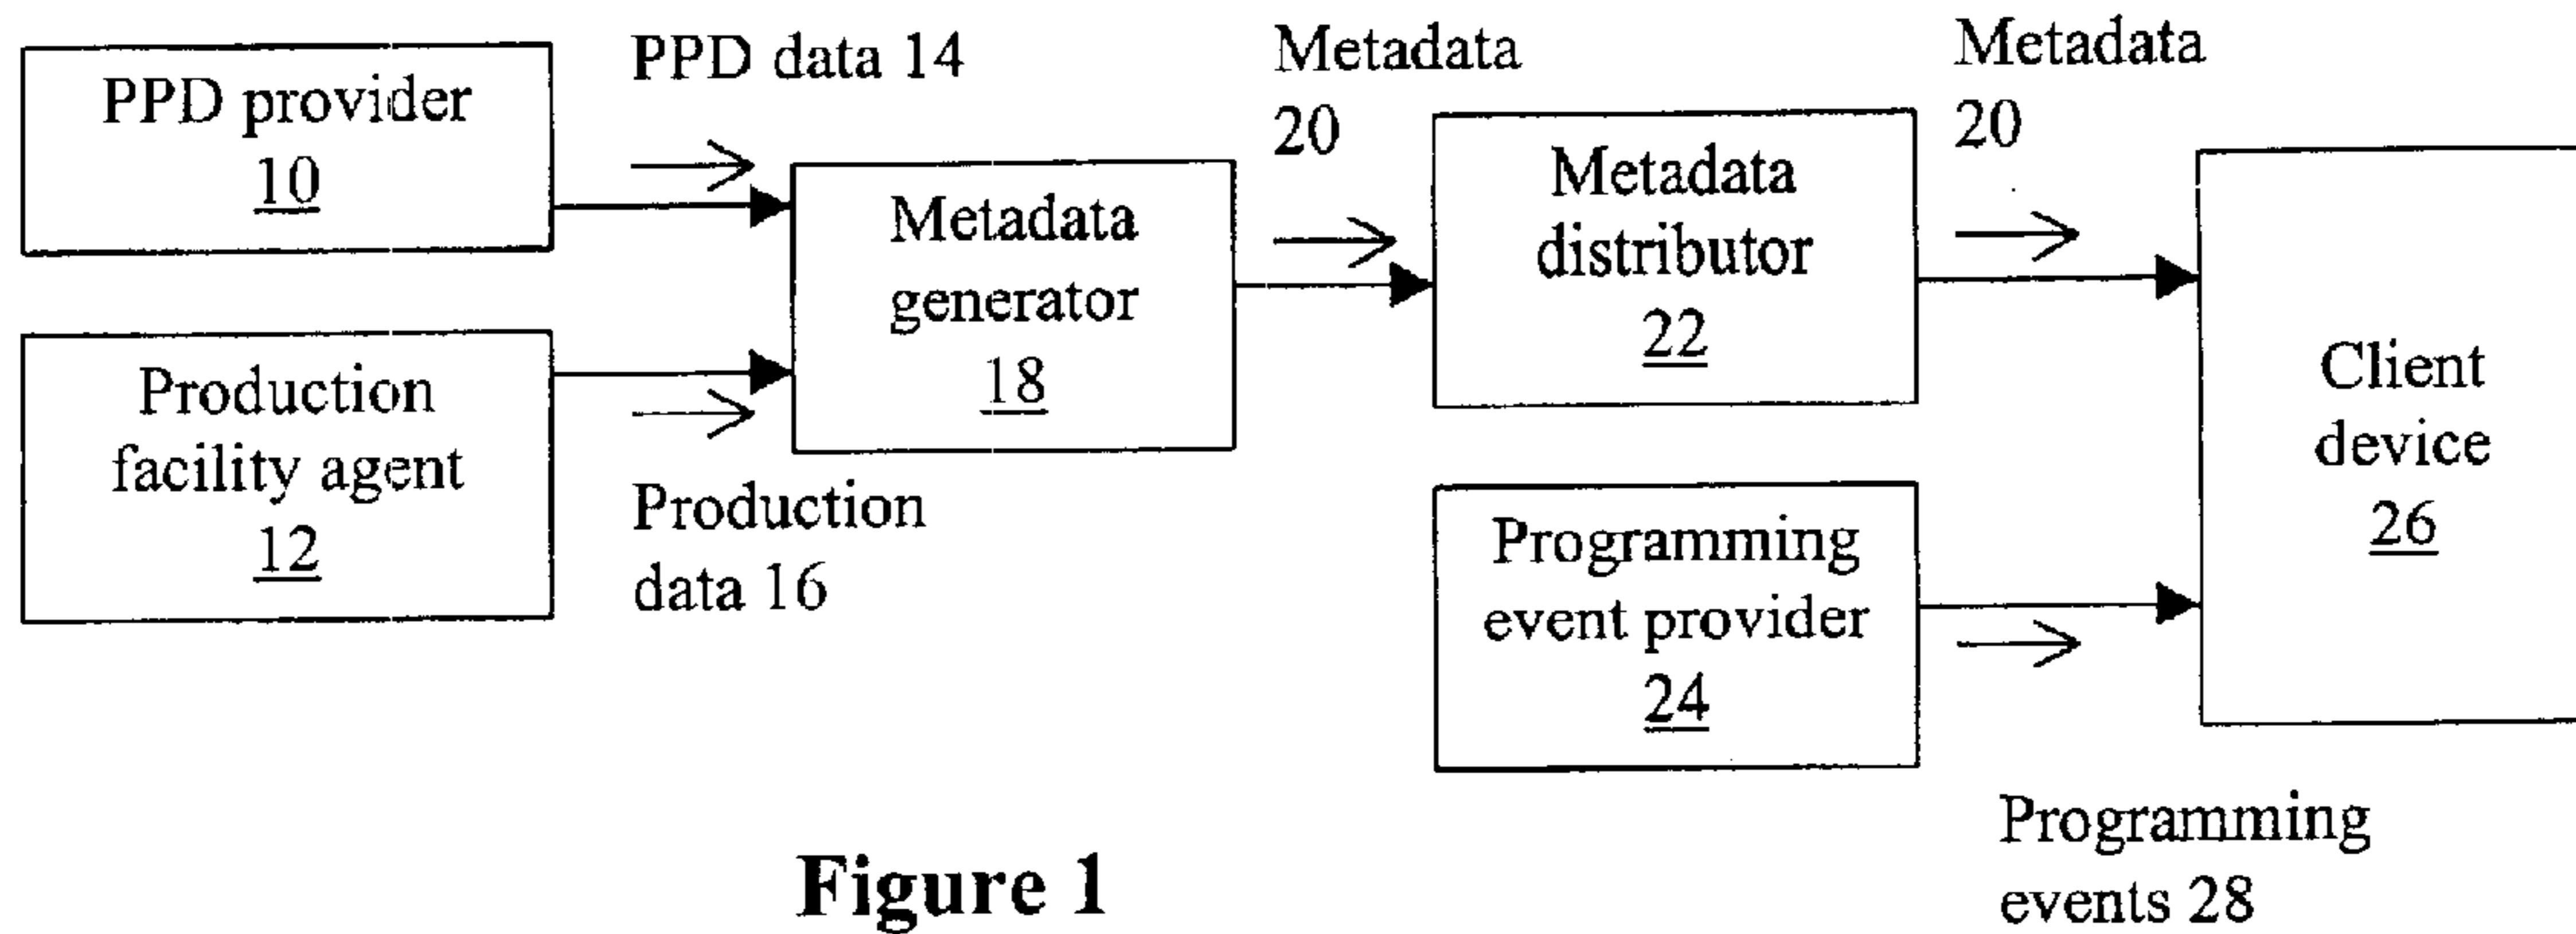 PPD provider
10
PPD data 14
Production
facility agent
12
Production
data 16
Metadata
generator
18
Metadata
20
Metadata
distributor
22
Metadata
20
Programming
event provider
24
Programming
events 28
Client
device
26
Figure 1